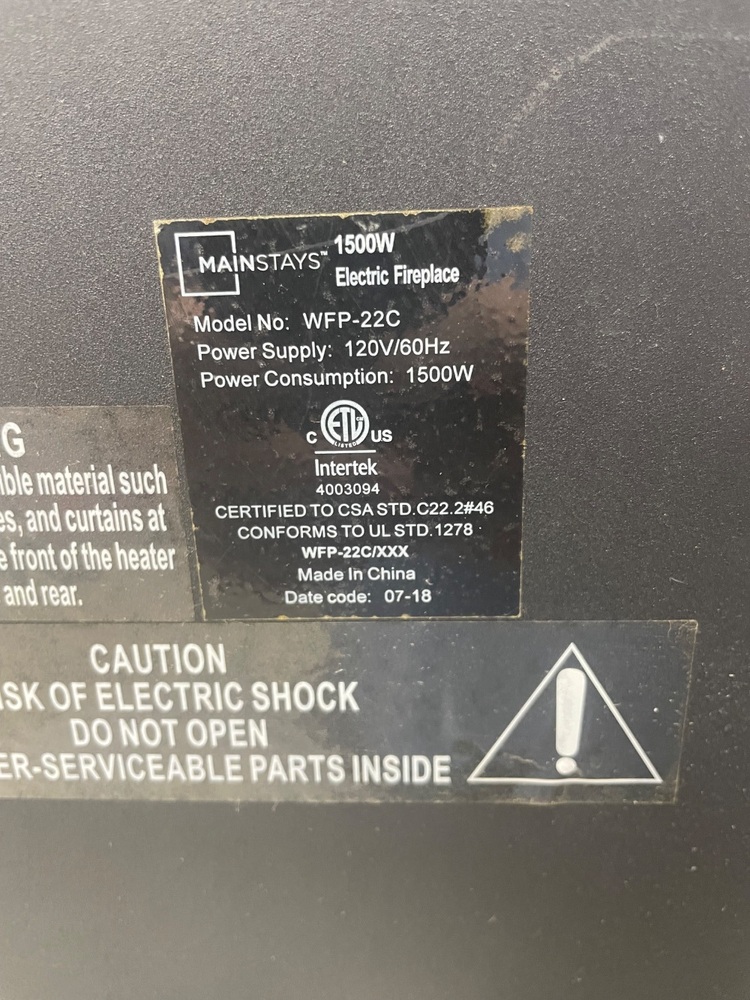 MAINSTAYS™ 1500W
Electric Fireplace
Model No: WFP-22C
Power Supply: 120V/60Hz
Power Consumption: 1500W
C ETL CM LISTED US
Intertek
4003094
CERTIFIED TO CSA STD.C22.2#46
CONFORMS TO UL STD.1278
WFP-22C/XXX
Made In China
Date code: 07-18
G
ible material such
es, and curtains at
e front of the heater
and rear.
CAUTION
ISK OF ELECTRIC SHOCK
DO NOT OPEN
ER-SERVICEABLE PARTS INSIDE